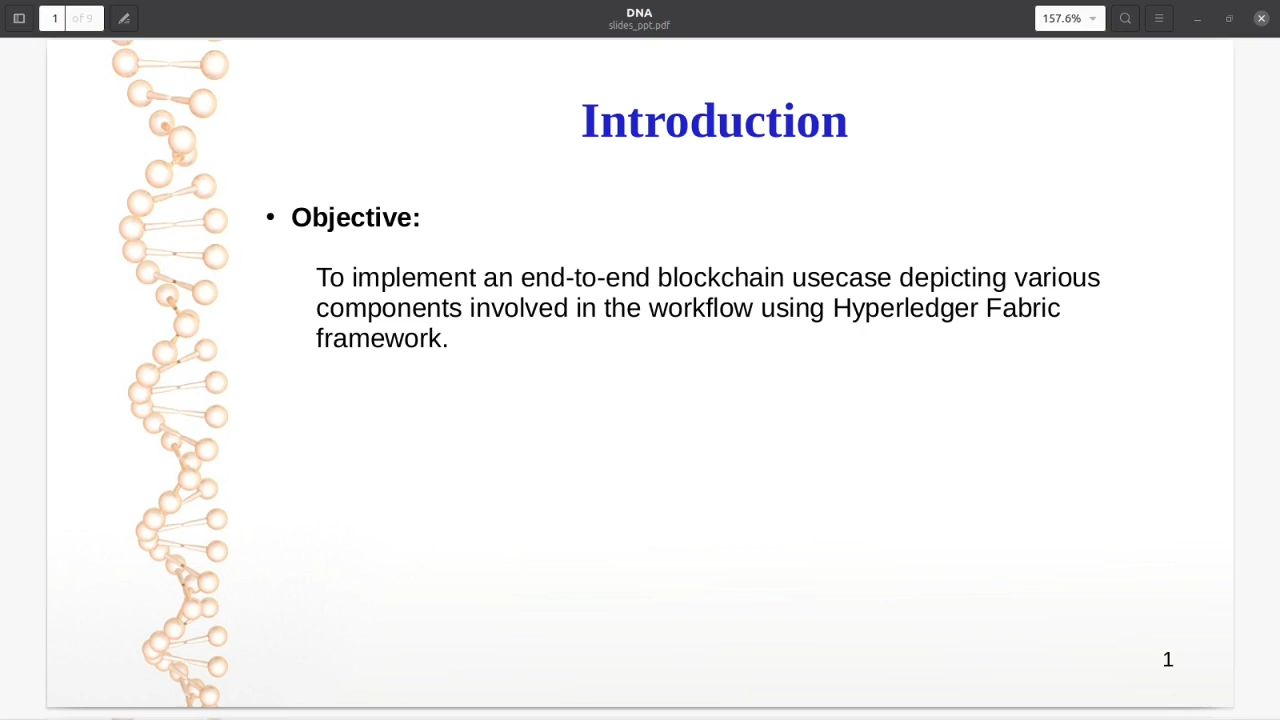 1 of 9
DNA
slides_ppt.pdf
157.6%
Introduction
• Objective:
To implement an end-to-end blockchain usecase depicting various
components involved in the workflow using Hyperledger Fabric
framework.
1